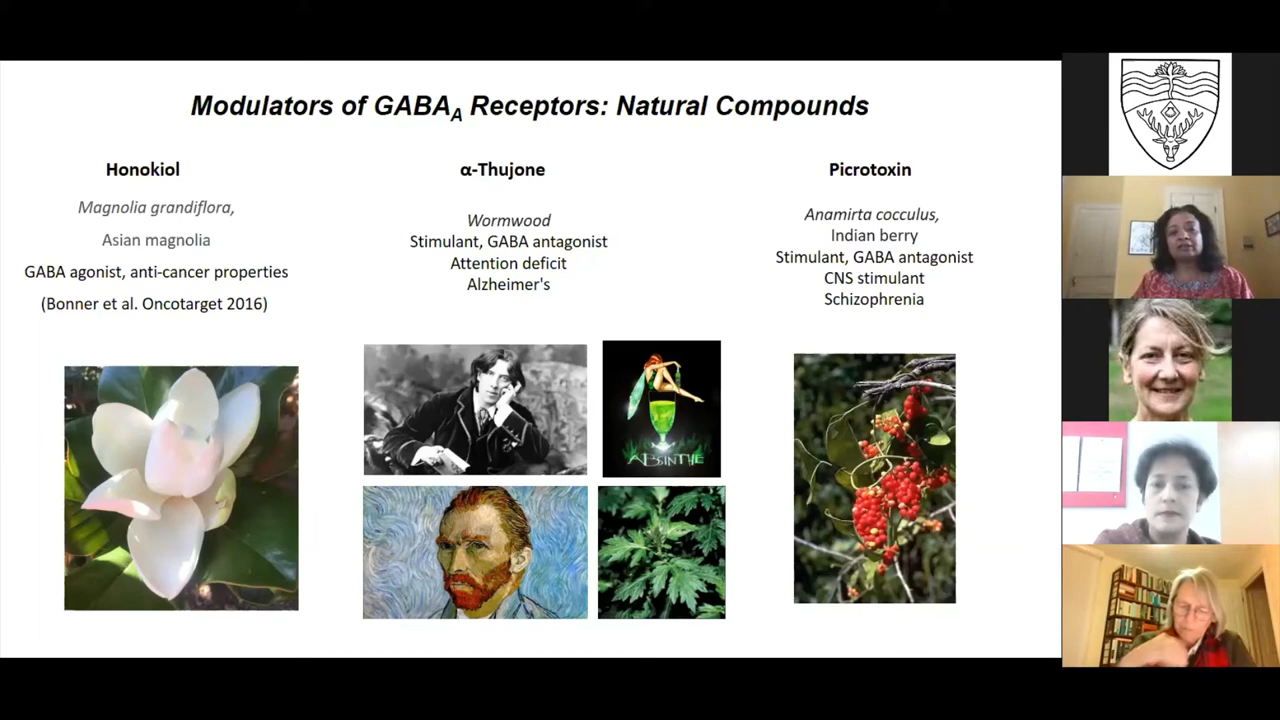 Modulators of GABAA Receptors: Natural Compounds
Honokiol
Magnolia grandiflora,
Asian magnolia
GABA agonist, anti-cancer properties
(Bonner et al. Oncotarget 2016)
α-Thujone
Wormwood
Stimulant, GABA antagonist
Attention deficit
Alzheimer's
ABSINTHE
Picrotoxin
Anamirta cocculus,
Indian berry
Stimulant, GABA antagonist
CNS stimulant
Schizophrenia